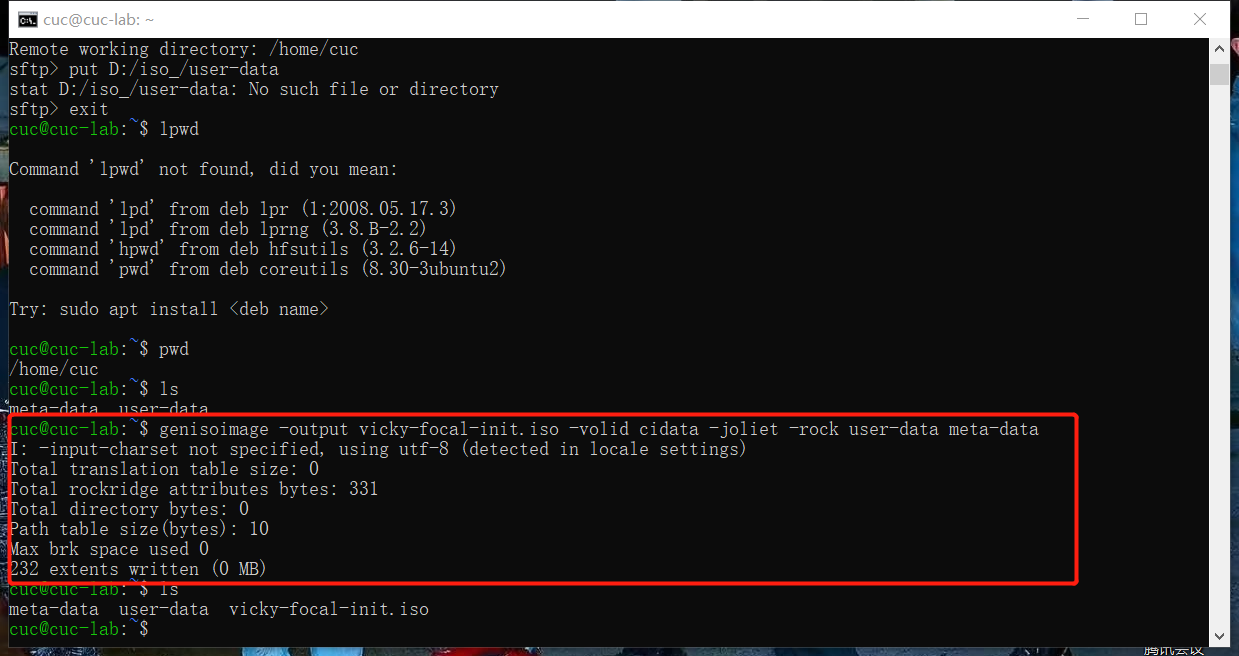 cuc@cuc-lab: ~
Remote working directory: /home/cuc
sftp> put D:/iso_/user-data
stat D:/iso_/user-data: No such file or directory
sftp> exit
cuc@cuc-lab:~$ lpwd
Command 'lpwd' not found, did you mean:
  command 'lpd' from deb lpr (1:2008.05.17.3)
  command 'lpd' from deb lprng (3.8.B-2.2)
  command 'hpwd' from deb hfsutils (3.2.6-14)
  command 'pwd' from deb coreutils (8.30-3ubuntu2)
Try: sudo apt install <deb name>
cuc@cuc-lab:~$ pwd
/home/cuc
cuc@cuc-lab:~$ ls
meta-data  user-data
cuc@cuc-lab:~$ genisoimage -output vicky-focal-init.iso -volid cidata -joliet -rock user-data meta-data
I: -input-charset not specified, using utf-8 (detected in locale settings)
Total translation table size: 0
Total rockridge attributes bytes: 331
Total directory bytes: 0
Path table size(bytes): 10
Max brk space used 0
232 extents written (0 MB)
cuc@cuc-lab:~$ ls
meta-data  user-data  vicky-focal-init.iso
cuc@cuc-lab:~$
腾讯会议